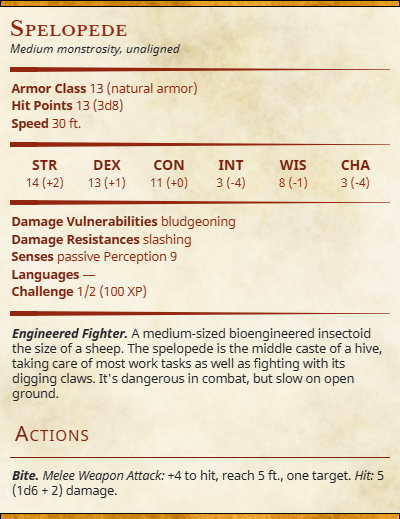 Spelopede
Medium monstrosity, unaligned
Armor Class 13 (natural armor)
Hit Points 13 (3d8)
Speed 30 ft.
STR DEX CON INT WIS CHA
14 (+2) 13 (+1) 11 (+0) 3 (-4) 8 (-1) 3 (-4)
Damage Vulnerabilities bludgeoning
Damage Resistances slashing
Senses passive Perception 9
Languages —
Challenge 1/2 (100 XP)
Engineered Fighter. A medium-sized bioengineered insectoid
the size of a sheep. The spelopede is the middle caste of a hive,
taking care of most work tasks as well as fighting with its
digging claws. It's dangerous in combat, but slow on open
ground.
Actions
Bite. Melee Weapon Attack: +4 to hit, reach 5 ft., one target. Hit: 5
(1d6 + 2) damage.